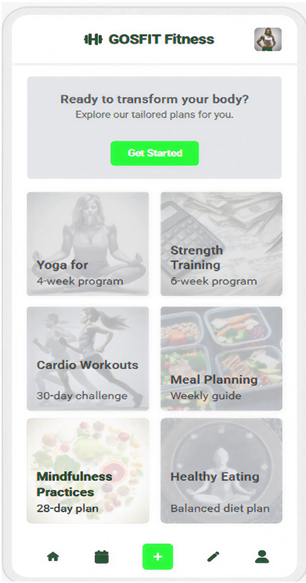 GOSFIT Fitness
Ready to transform your body?
Explore our tailored plans for you.
Get Started
Yoga for
4-week program
Strength
Training
6-week program
Cardio Workouts
30-day challenge
Meal Planning
Weekly guide
Mindfulness
Practices
28-day plan
Healthy Eating
Balanced diet plan